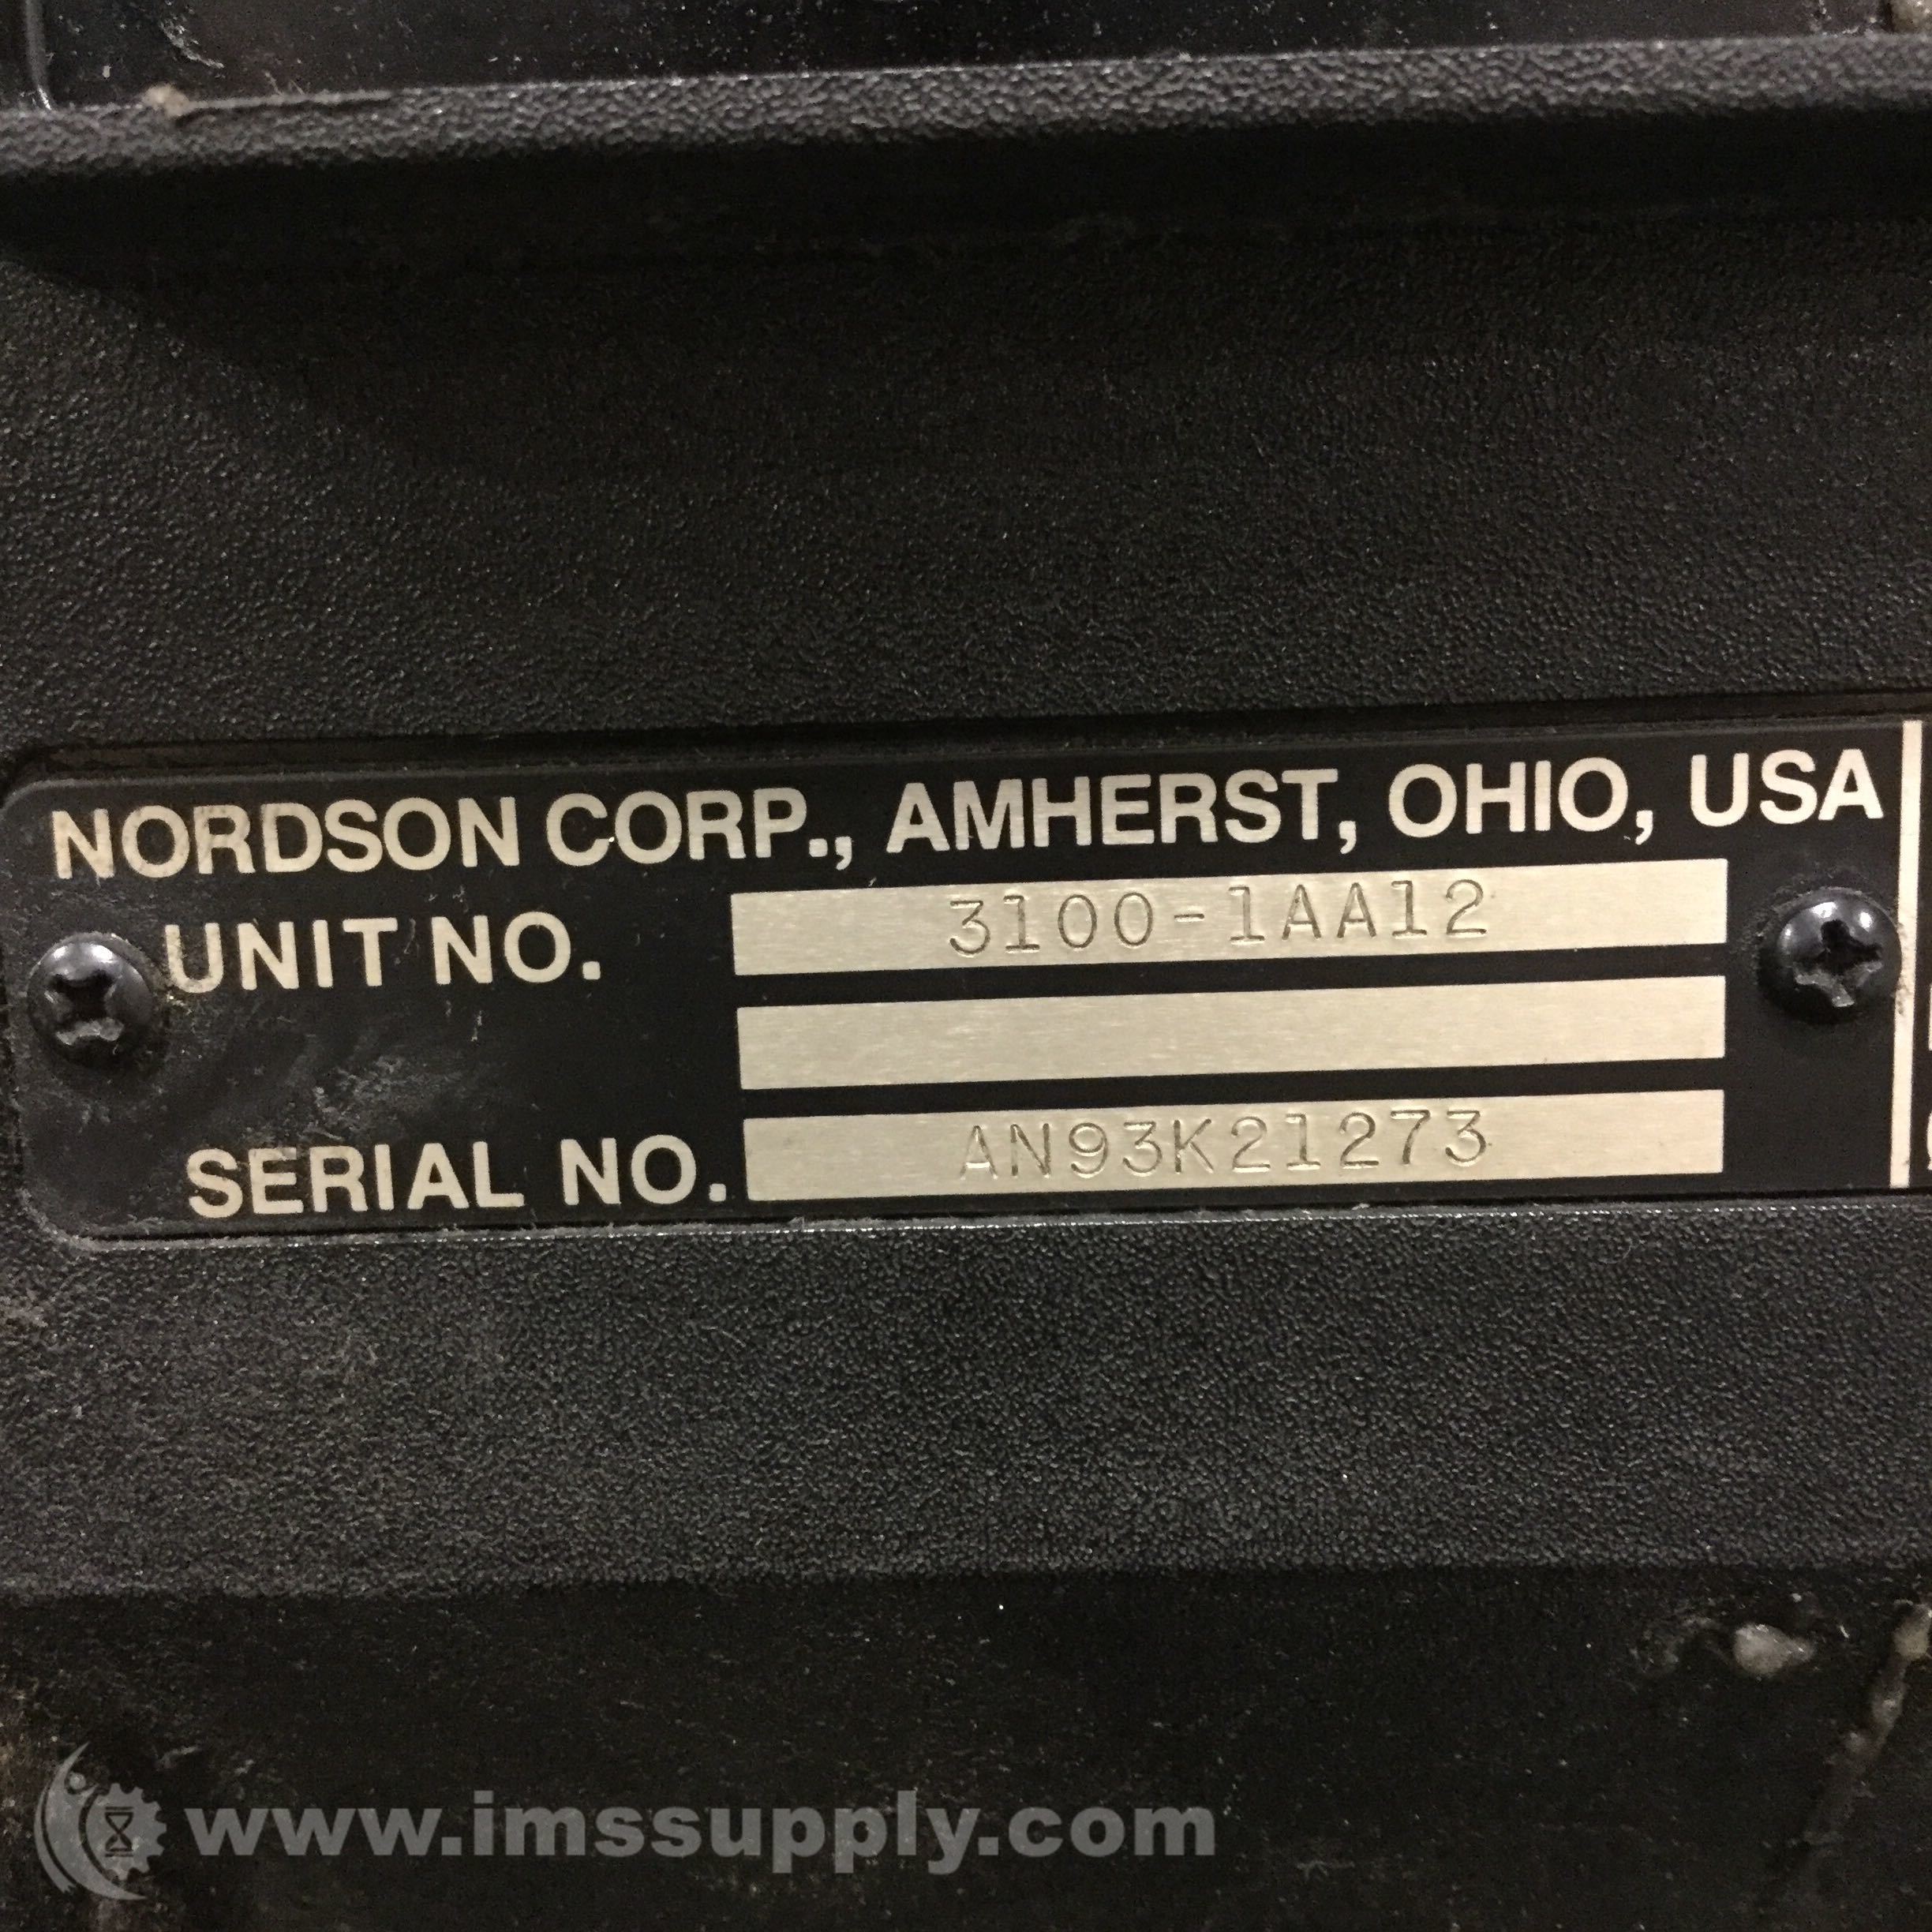 NORDSON CORP., AMHERST, OHIO, USA
UNIT NO. 3100-1AA12
SERIAL NO. AN93K21273
www.imssupply.com